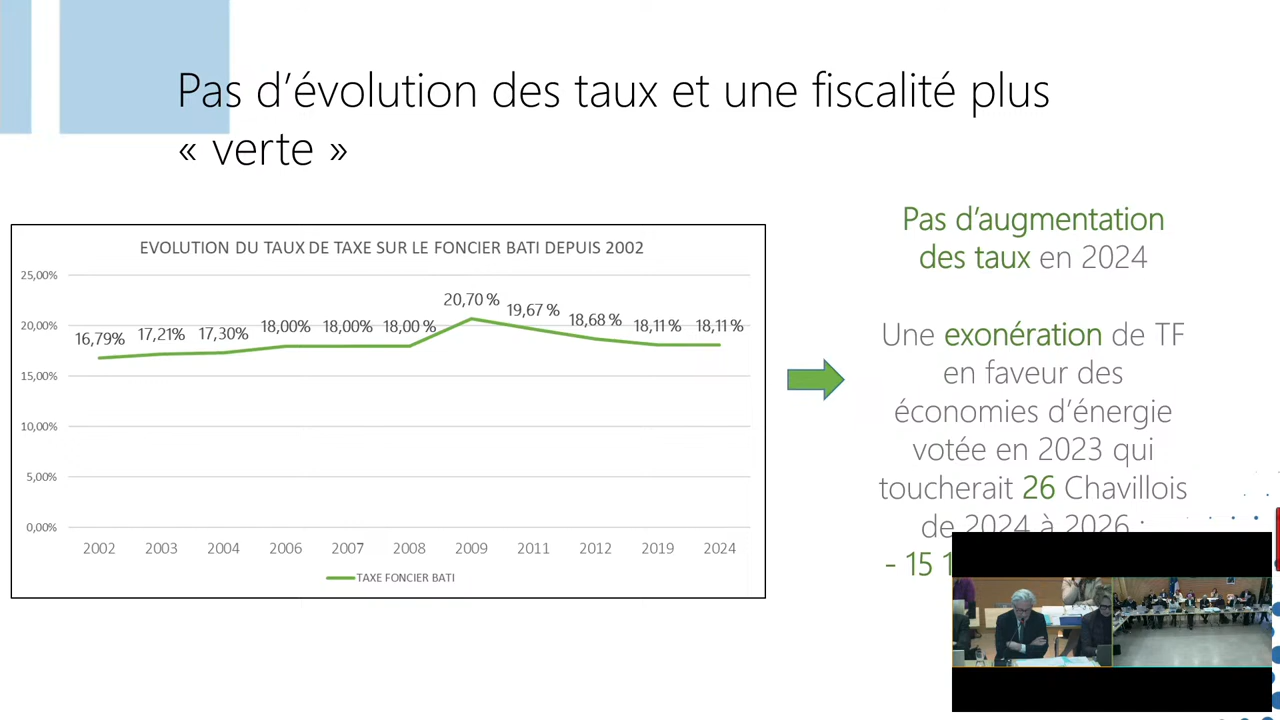 Pas d’évolution des taux et une fiscalité plus
« verte »
EVOLUTION DU TAUX DE TAXE SUR LE FONCIER BATI DEPUIS 2002
25,00%
20,00%
15,00%
10,00%
5,00%
0,00%
16,79%
17,21%
17,30%
18,00%
18,00%
18,00 %
20,70 %
19,67 %
18,68 %
18,11 %
18,11 %
2002 2003 2004 2006 2007 2008 2009 2011 2012 2019 2024
TAXE FONCIER BATI
Pas d’augmentation
des taux en 2024
Une exonération de TF
en faveur des
économies d’énergie
votée en 2023 qui
toucherait 26 Chavillois
de 2024 à 2026 :
- 15